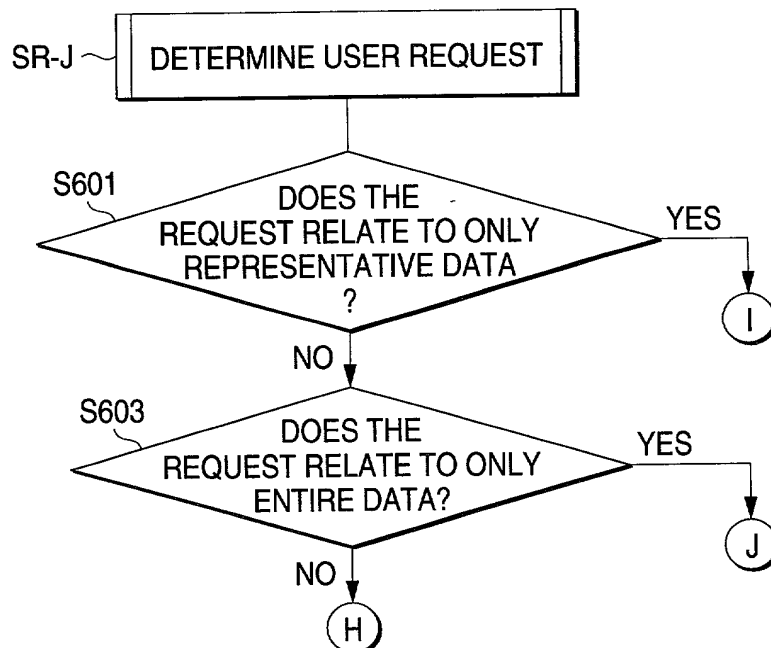 SR-J
DETERMINE USER REQUEST
S601
DOES THE
REQUEST RELATE TO ONLY
REPRESENTATIVE DATA
?
YES
I
NO
S603
DOES THE
REQUEST RELATE TO ONLY
ENTIRE DATA?
YES
J
NO
H